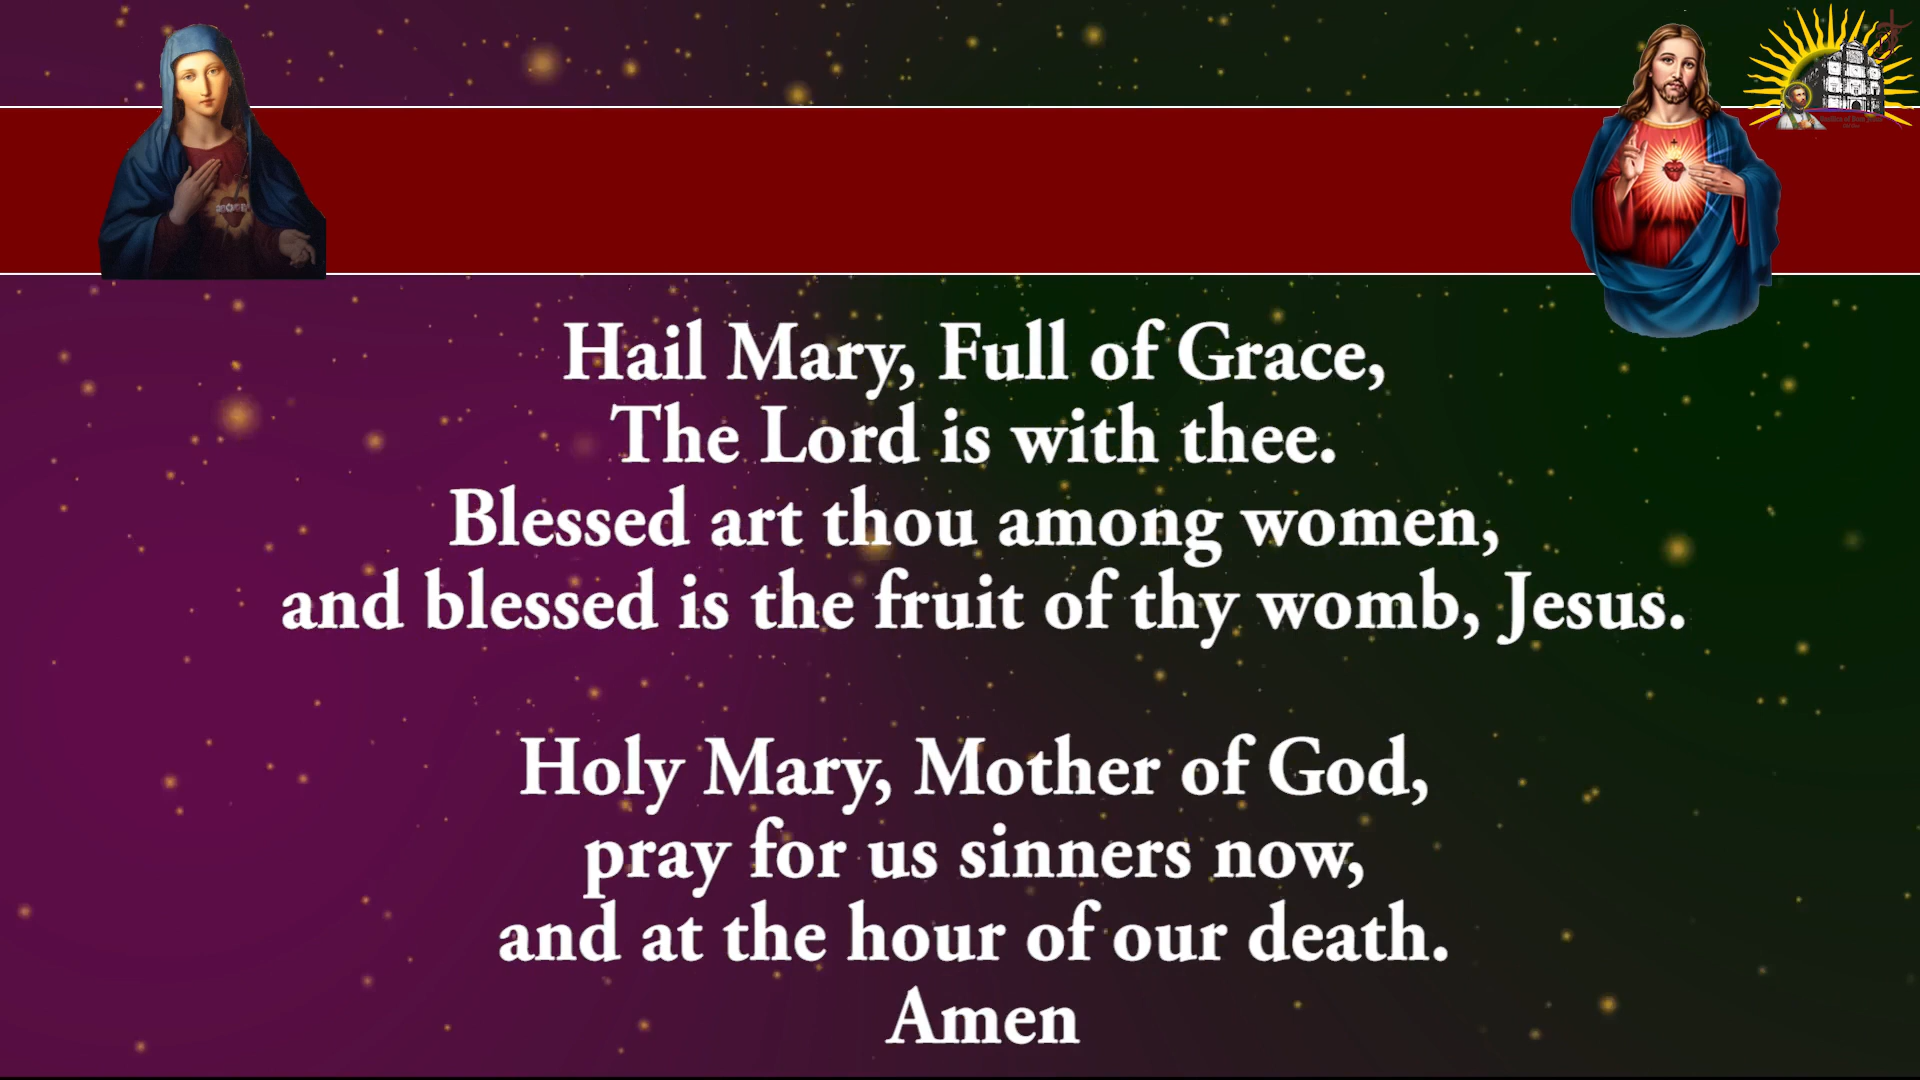 Hail Mary, Full of Grace,
The Lord is with thee.
Blessed art thou among women,
and blessed is the fruit of thy womb, Jesus.
Holy Mary, Mother of God,
pray for us sinners now,
and at the hour of our death.
Amen